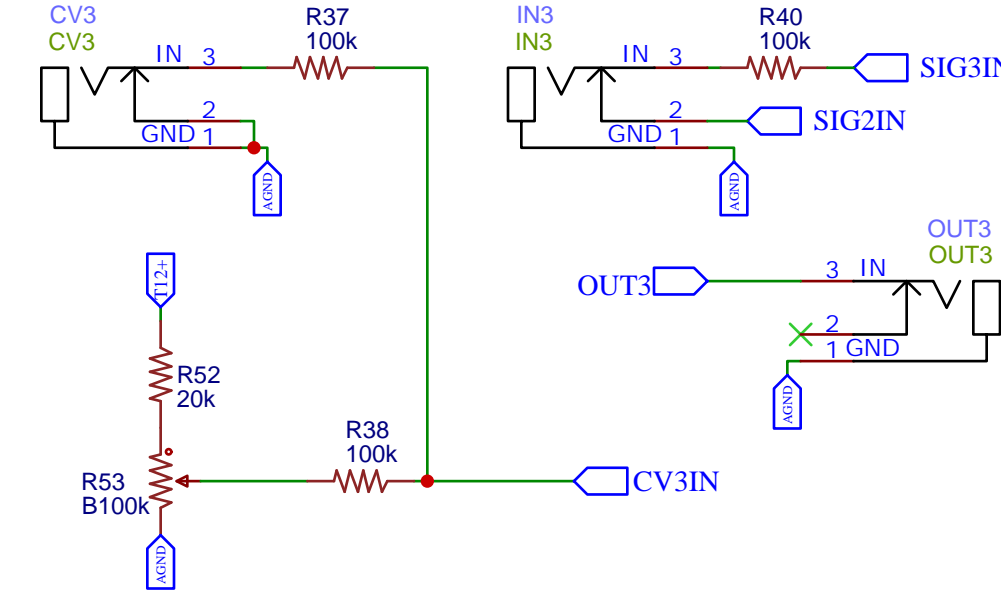 CV3
CV3
IN
3
R37
100k
2
GND
1
AGND
IN3
IN3
IN
3
R40
100k
SIG3IN
2
SIG2IN
GND
1
AGND
OUT3
OUT3
OUT3
3
IN
2
1
GND
AGND
T12+
R52
20k
R38
100k
R53
B100k
CV3IN
AGND